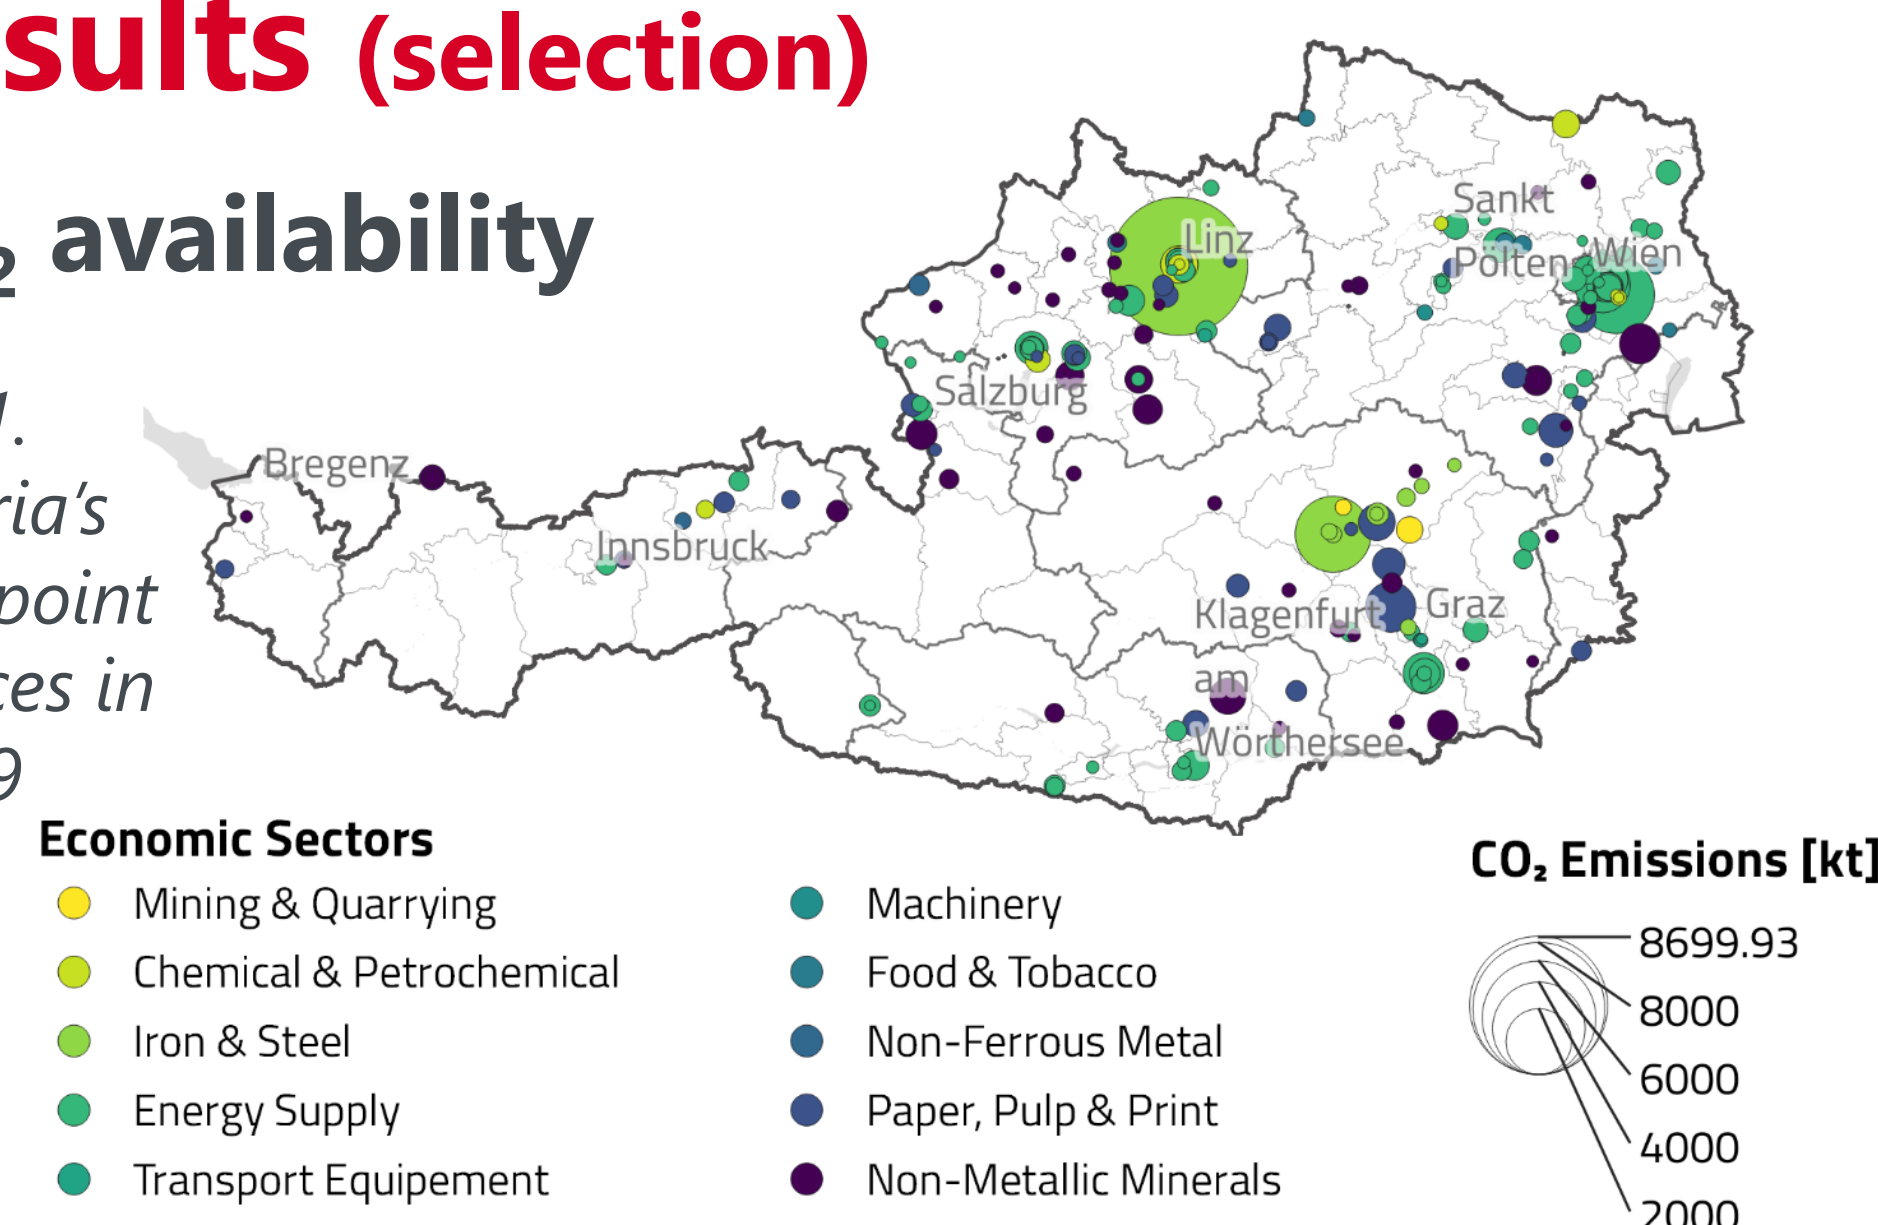 sults (selection)
2 availability
l.
ria's
point
ces in
9
Linz
Sankt
Pölten
Wien
Salzburg
Bregenz
Innsbruck
Klagenfurt
am
Wörthersee
Graz
Economic Sectors
Mining & Quarrying
Chemical & Petrochemical
Iron & Steel
Energy Supply
Transport Equipement
Machinery
Food & Tobacco
Non-Ferrous Metal
Paper, Pulp & Print
Non-Metallic Minerals
CO₂ Emissions [kt]
8699.93
8000
6000
4000
2000